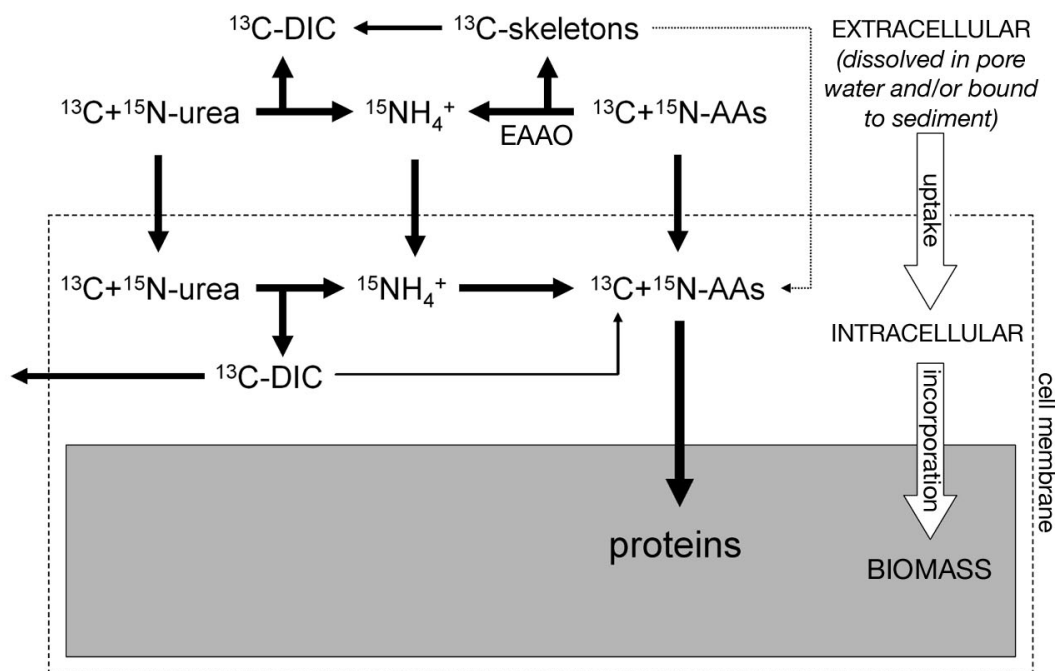 ¹³C-DIC
¹³C-skeletons
EXTRACELLULAR
(dissolved in pore
water and/or bound
to sediment)
¹³C+¹⁵N-urea
¹⁵NH₄⁺
EAAO
¹³C+¹⁵N-AAs
uptake
¹³C+¹⁵N-urea
¹⁵NH₄⁺
¹³C+¹⁵N-AAs
INTRACELLULAR
¹³C-DIC
incorporation
cell membrane
proteins
BIOMASS